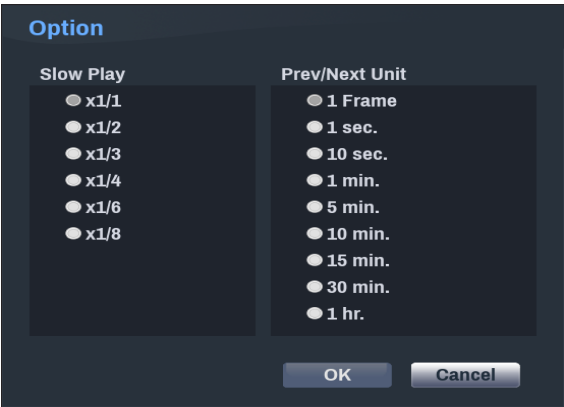 Option
Slow Play
x1/1
x1/2
x1/3
x1/4
x1/6
x1/8
Prev/Next Unit
1 Frame
1 sec.
10 sec.
1 min.
5 min.
10 min.
15 min.
30 min.
1 hr.
OK
Cancel